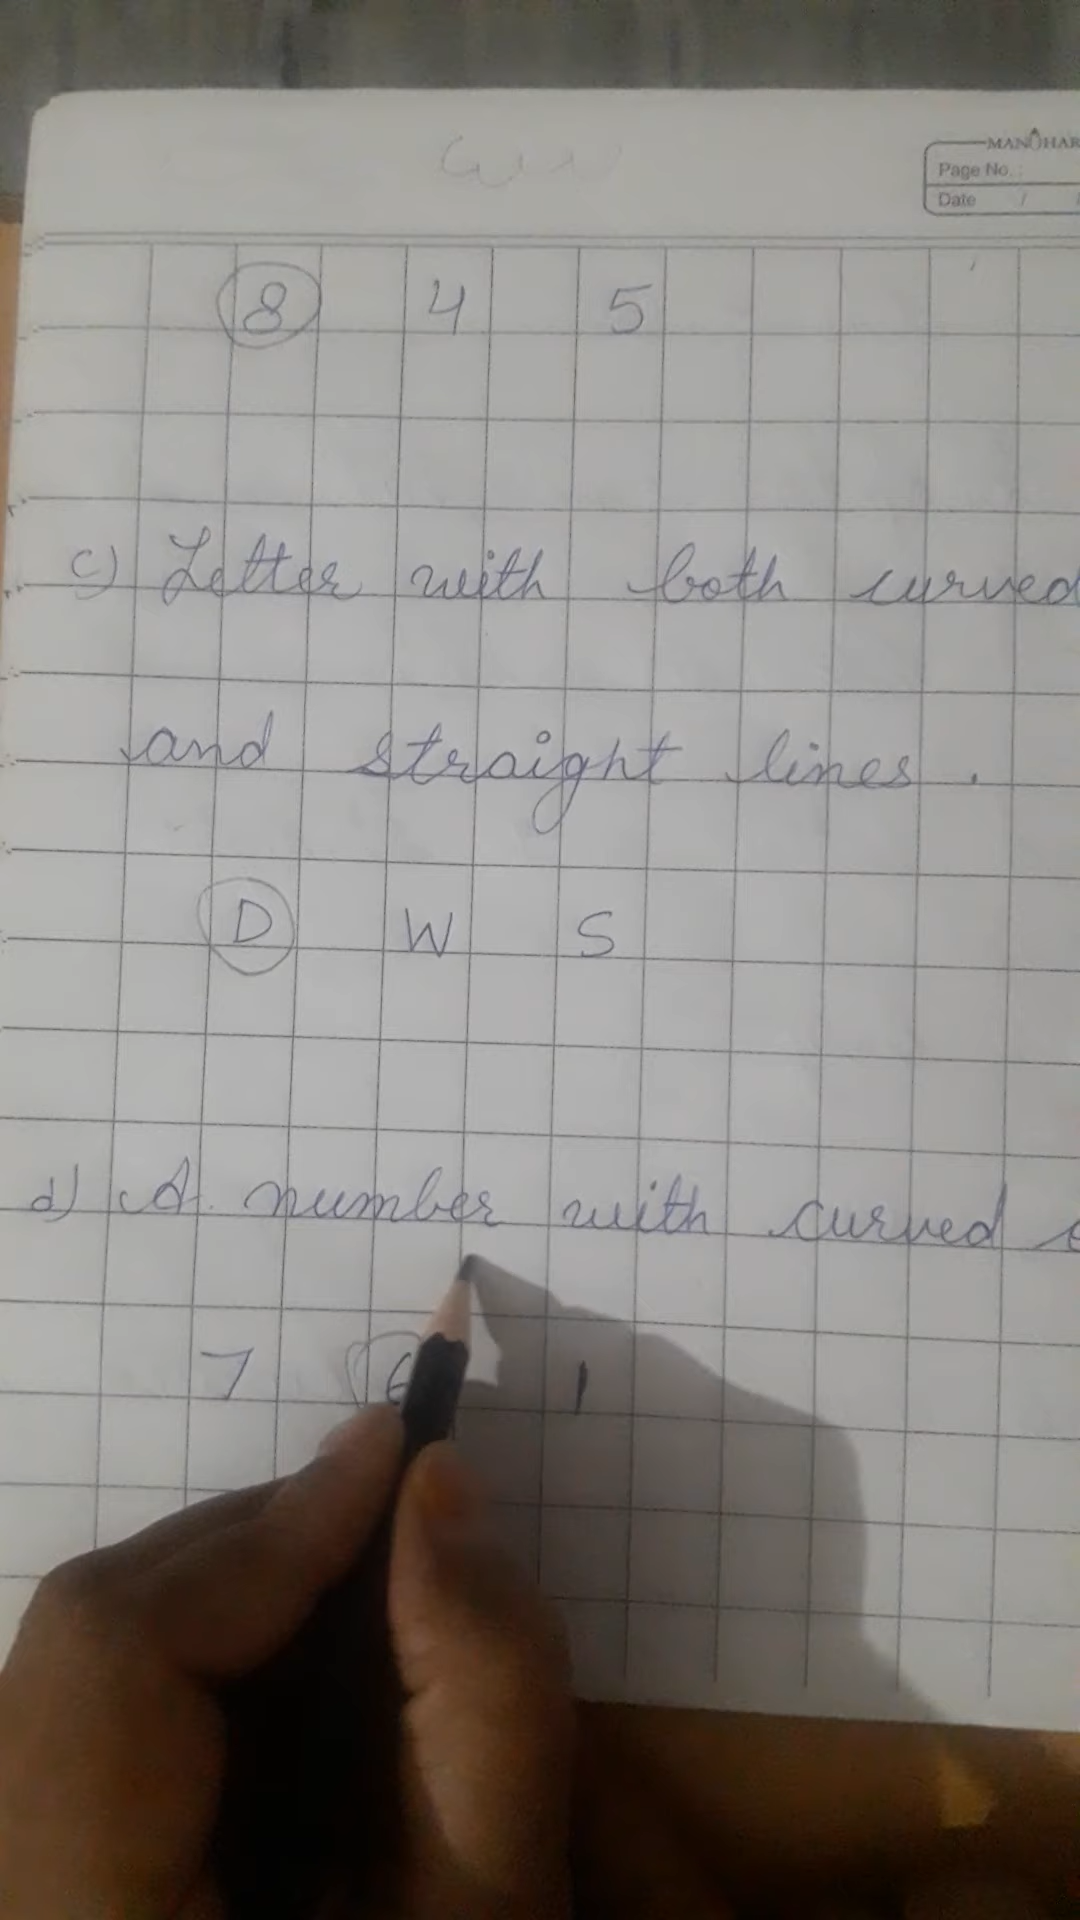 MANOHAR
Page No. :
Date / /
8 4 5
c) Letter with both curved
and straight lines.
D W S
d) A number with curved
7 6 1